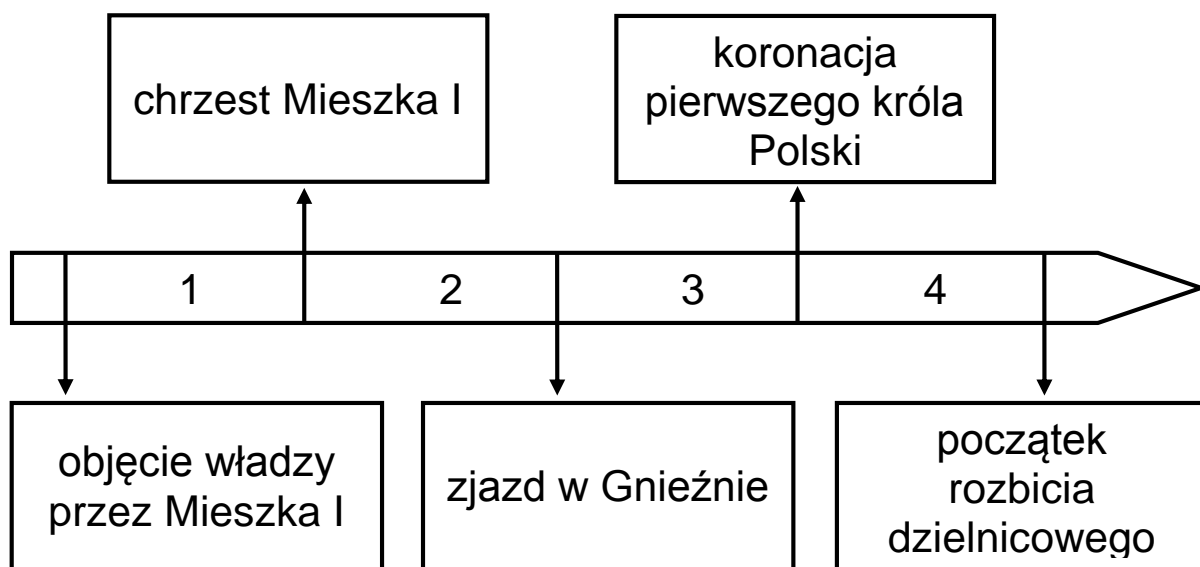 chrzest Mieszka I
koronacja
pierwszego króla
Polski
1
2
3
4
objęcie władzy
przez Mieszka I
zjazd w Gnieźnie
początek
rozbicia
dzielnicowego